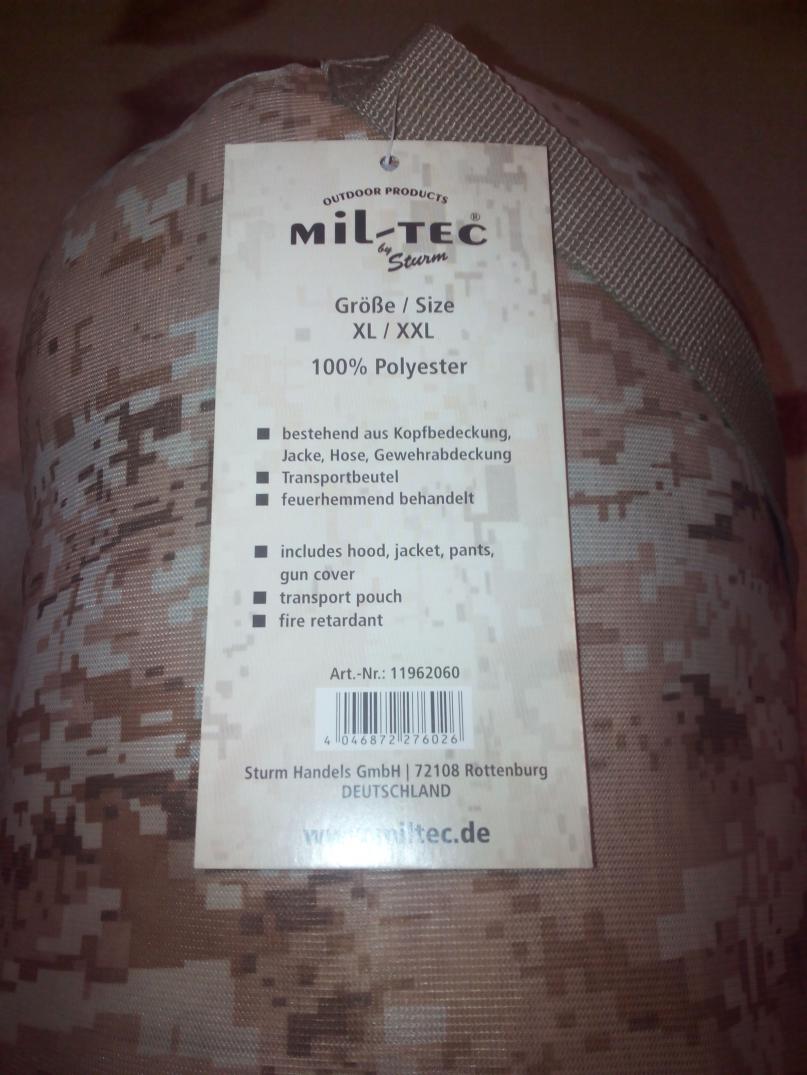 OUTDOOR PRODUCTS
MiL-TEC®
by Sturm
Größe / Size
XL / XXL
100% Polyester
■ bestehend aus Kopfbedeckung,
Jacke, Hose, Gewehrabdeckung
■ Transportbeutel
■ feuerhemmend behandelt
■ includes hood, jacket, pants,
gun cover
■ transport pouch
■ fire retardant
Art.-Nr.: 11962060
4 046872 276026
Sturm Handels GmbH | 72108 Rottenburg
DEUTSCHLAND
www.miltec.de